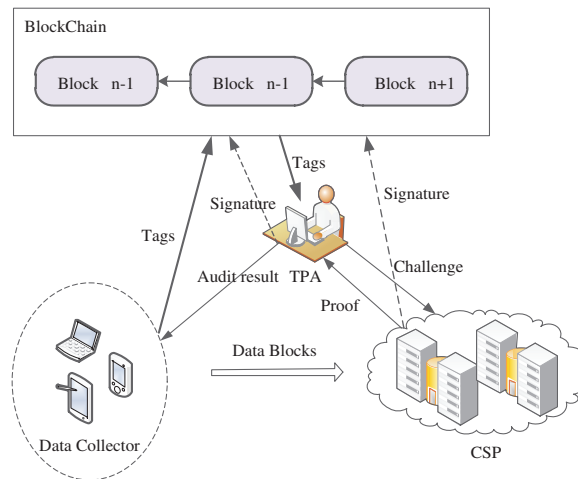 BlockChain
Block n-1
Block n-1
Block n+1
Tags
Signature
Signature
Tags
Audit result
TPA
Challenge
Proof
Data Blocks
Data Collector
CSP